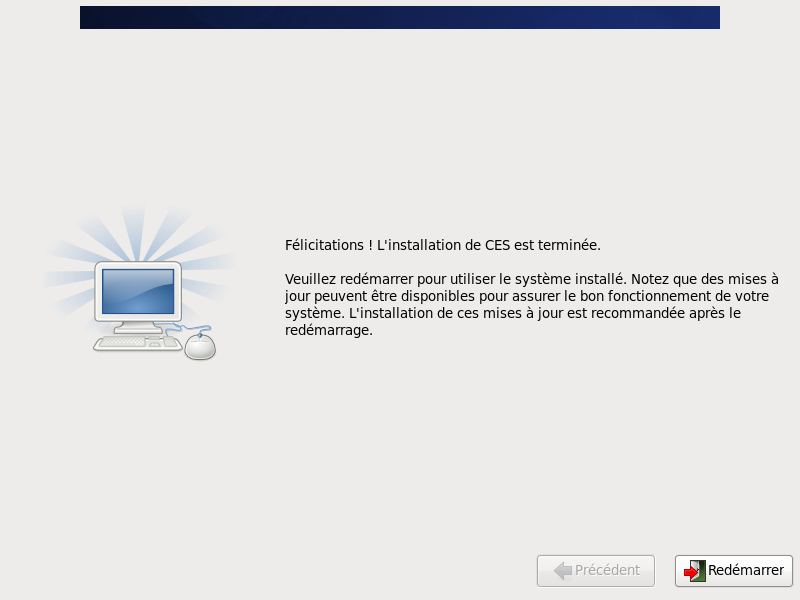 Félicitations ! L'installation de CES est terminée.
Veuillez redémarrer pour utiliser le système installé. Notez que des mises à
jour peuvent être disponibles pour assurer le bon fonctionnement de votre
système. L'installation de ces mises à jour est recommandée après le
redémarrage.
Précédent
Redémarrer